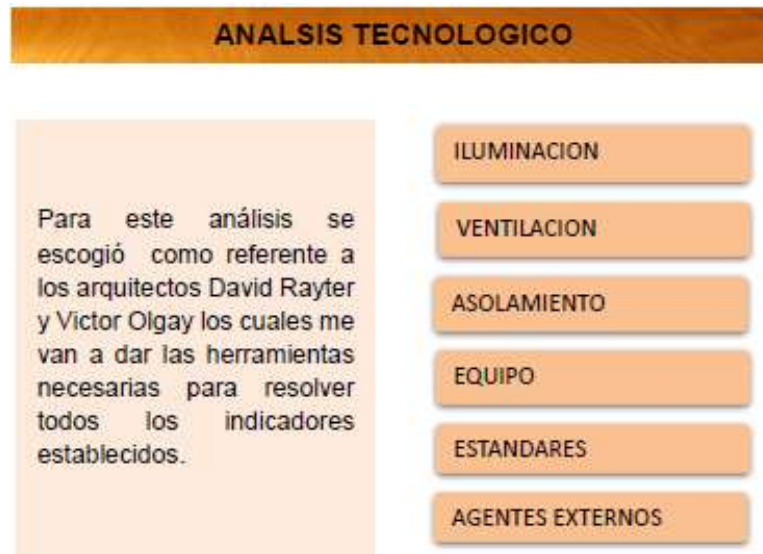 ANALSIS TECNOLOGICO
Para este análisis se
escogió como referente a
los arquitectos David Rayter
y Victor Olgay los cuales me
van a dar las herramientas
necesarias para resolver
todos los indicadores
establecidos.
ILUMINACION
VENTILACION
ASOLAMIENTO
EQUIPO
ESTANDARES
AGENTES EXTERNOS